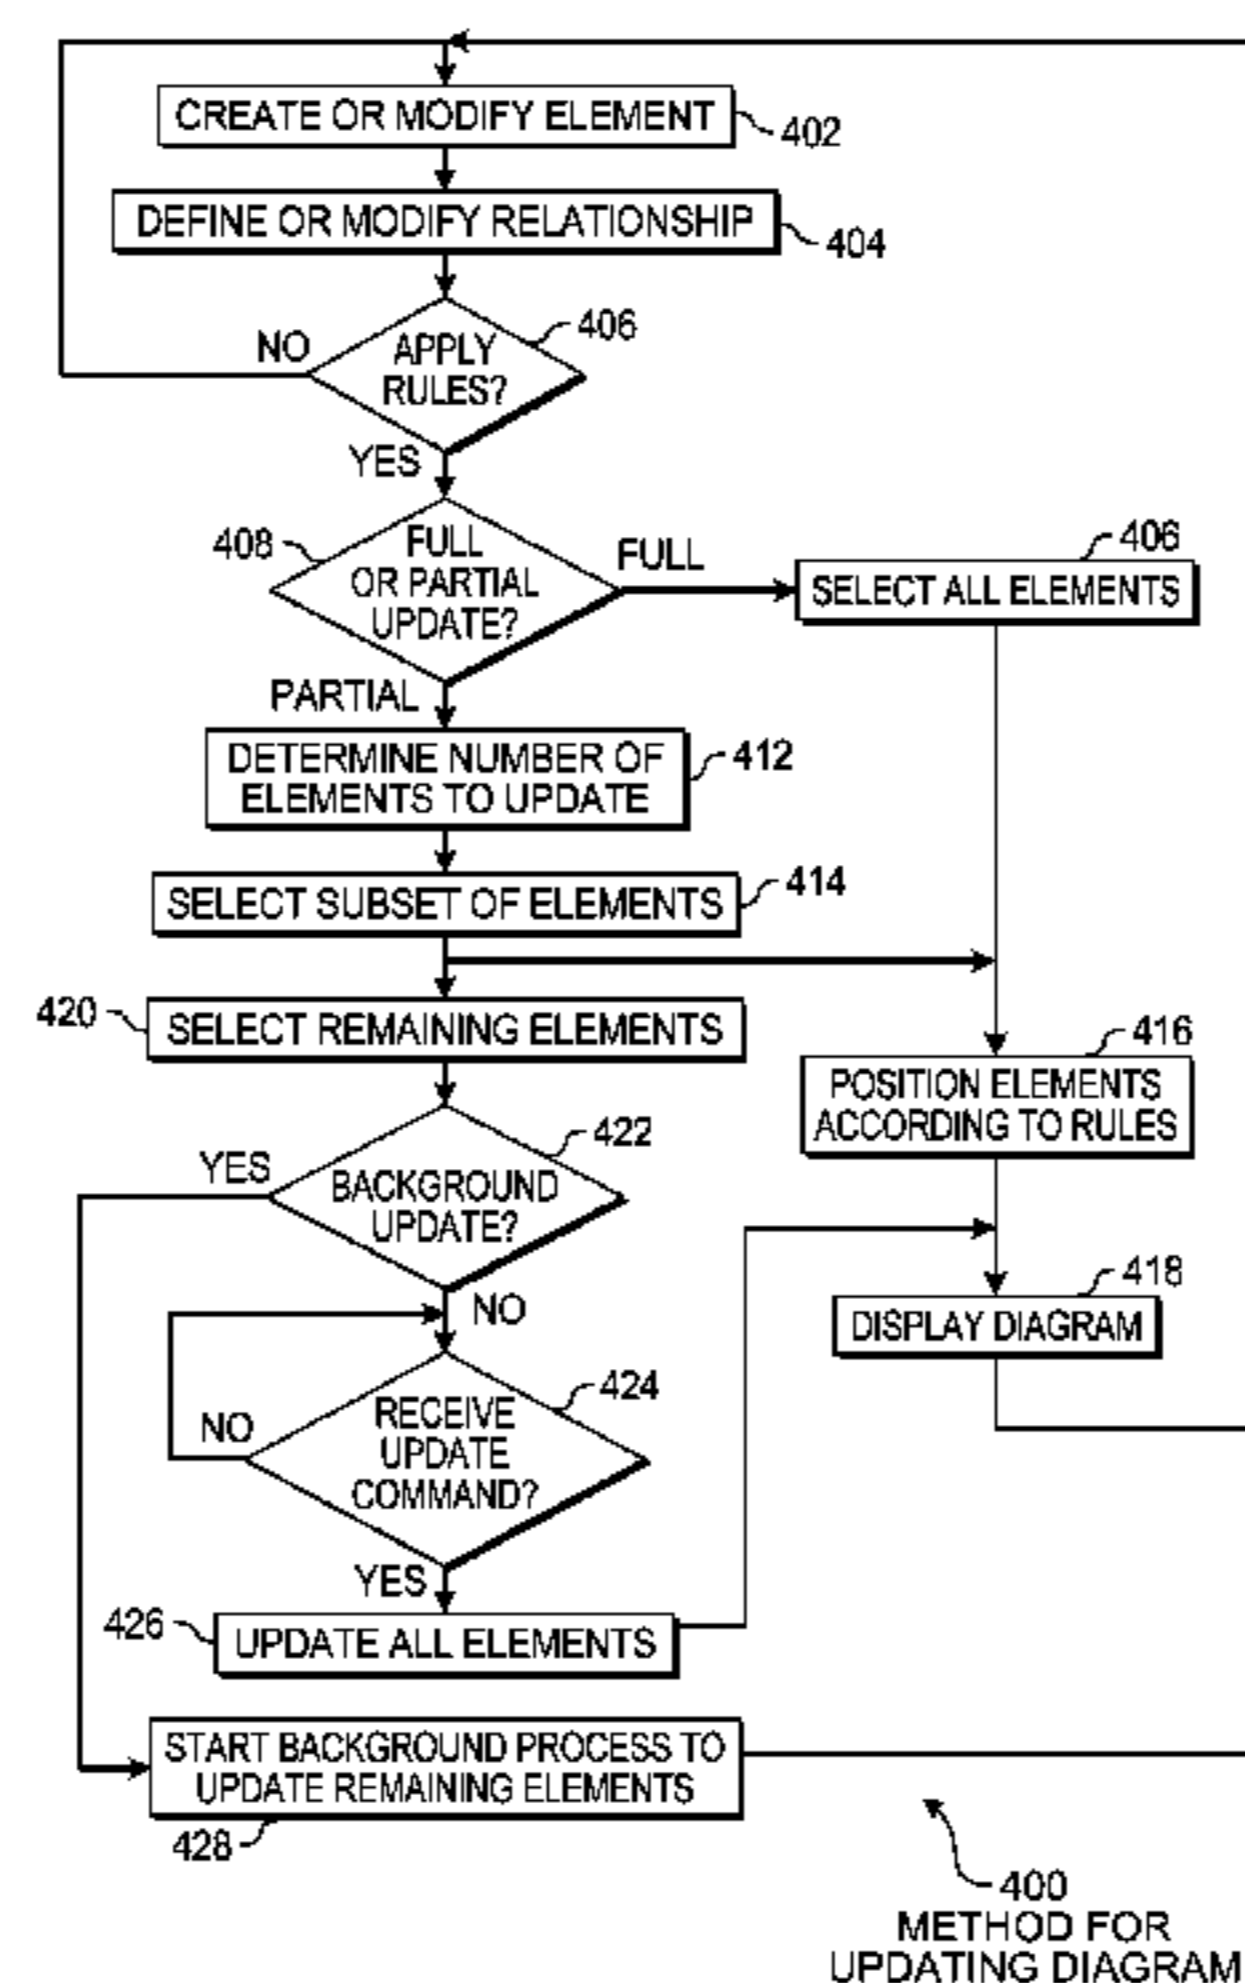 CREATE OR MODIFY ELEMENT
402
DEFINE OR MODIFY RELATIONSHIP
404
406
NO
APPLY
RULES?
YES
408
FULL
OR PARTIAL
UPDATE?
FULL
406
SELECT ALL ELEMENTS
PARTIAL
DETERMINE NUMBER OF
ELEMENTS TO UPDATE
412
SELECT SUBSET OF ELEMENTS
414
420
SELECT REMAINING ELEMENTS
416
POSITION ELEMENTS
ACCORDING TO RULES
422
YES
BACKGROUND
UPDATE?
NO
418
DISPLAY DIAGRAM
424
NO
RECEIVE
UPDATE
COMMAND?
YES
426
UPDATE ALL ELEMENTS
START BACKGROUND PROCESS TO
UPDATE REMAINING ELEMENTS
428
400
METHOD FOR
UPDATING DIAGRAM